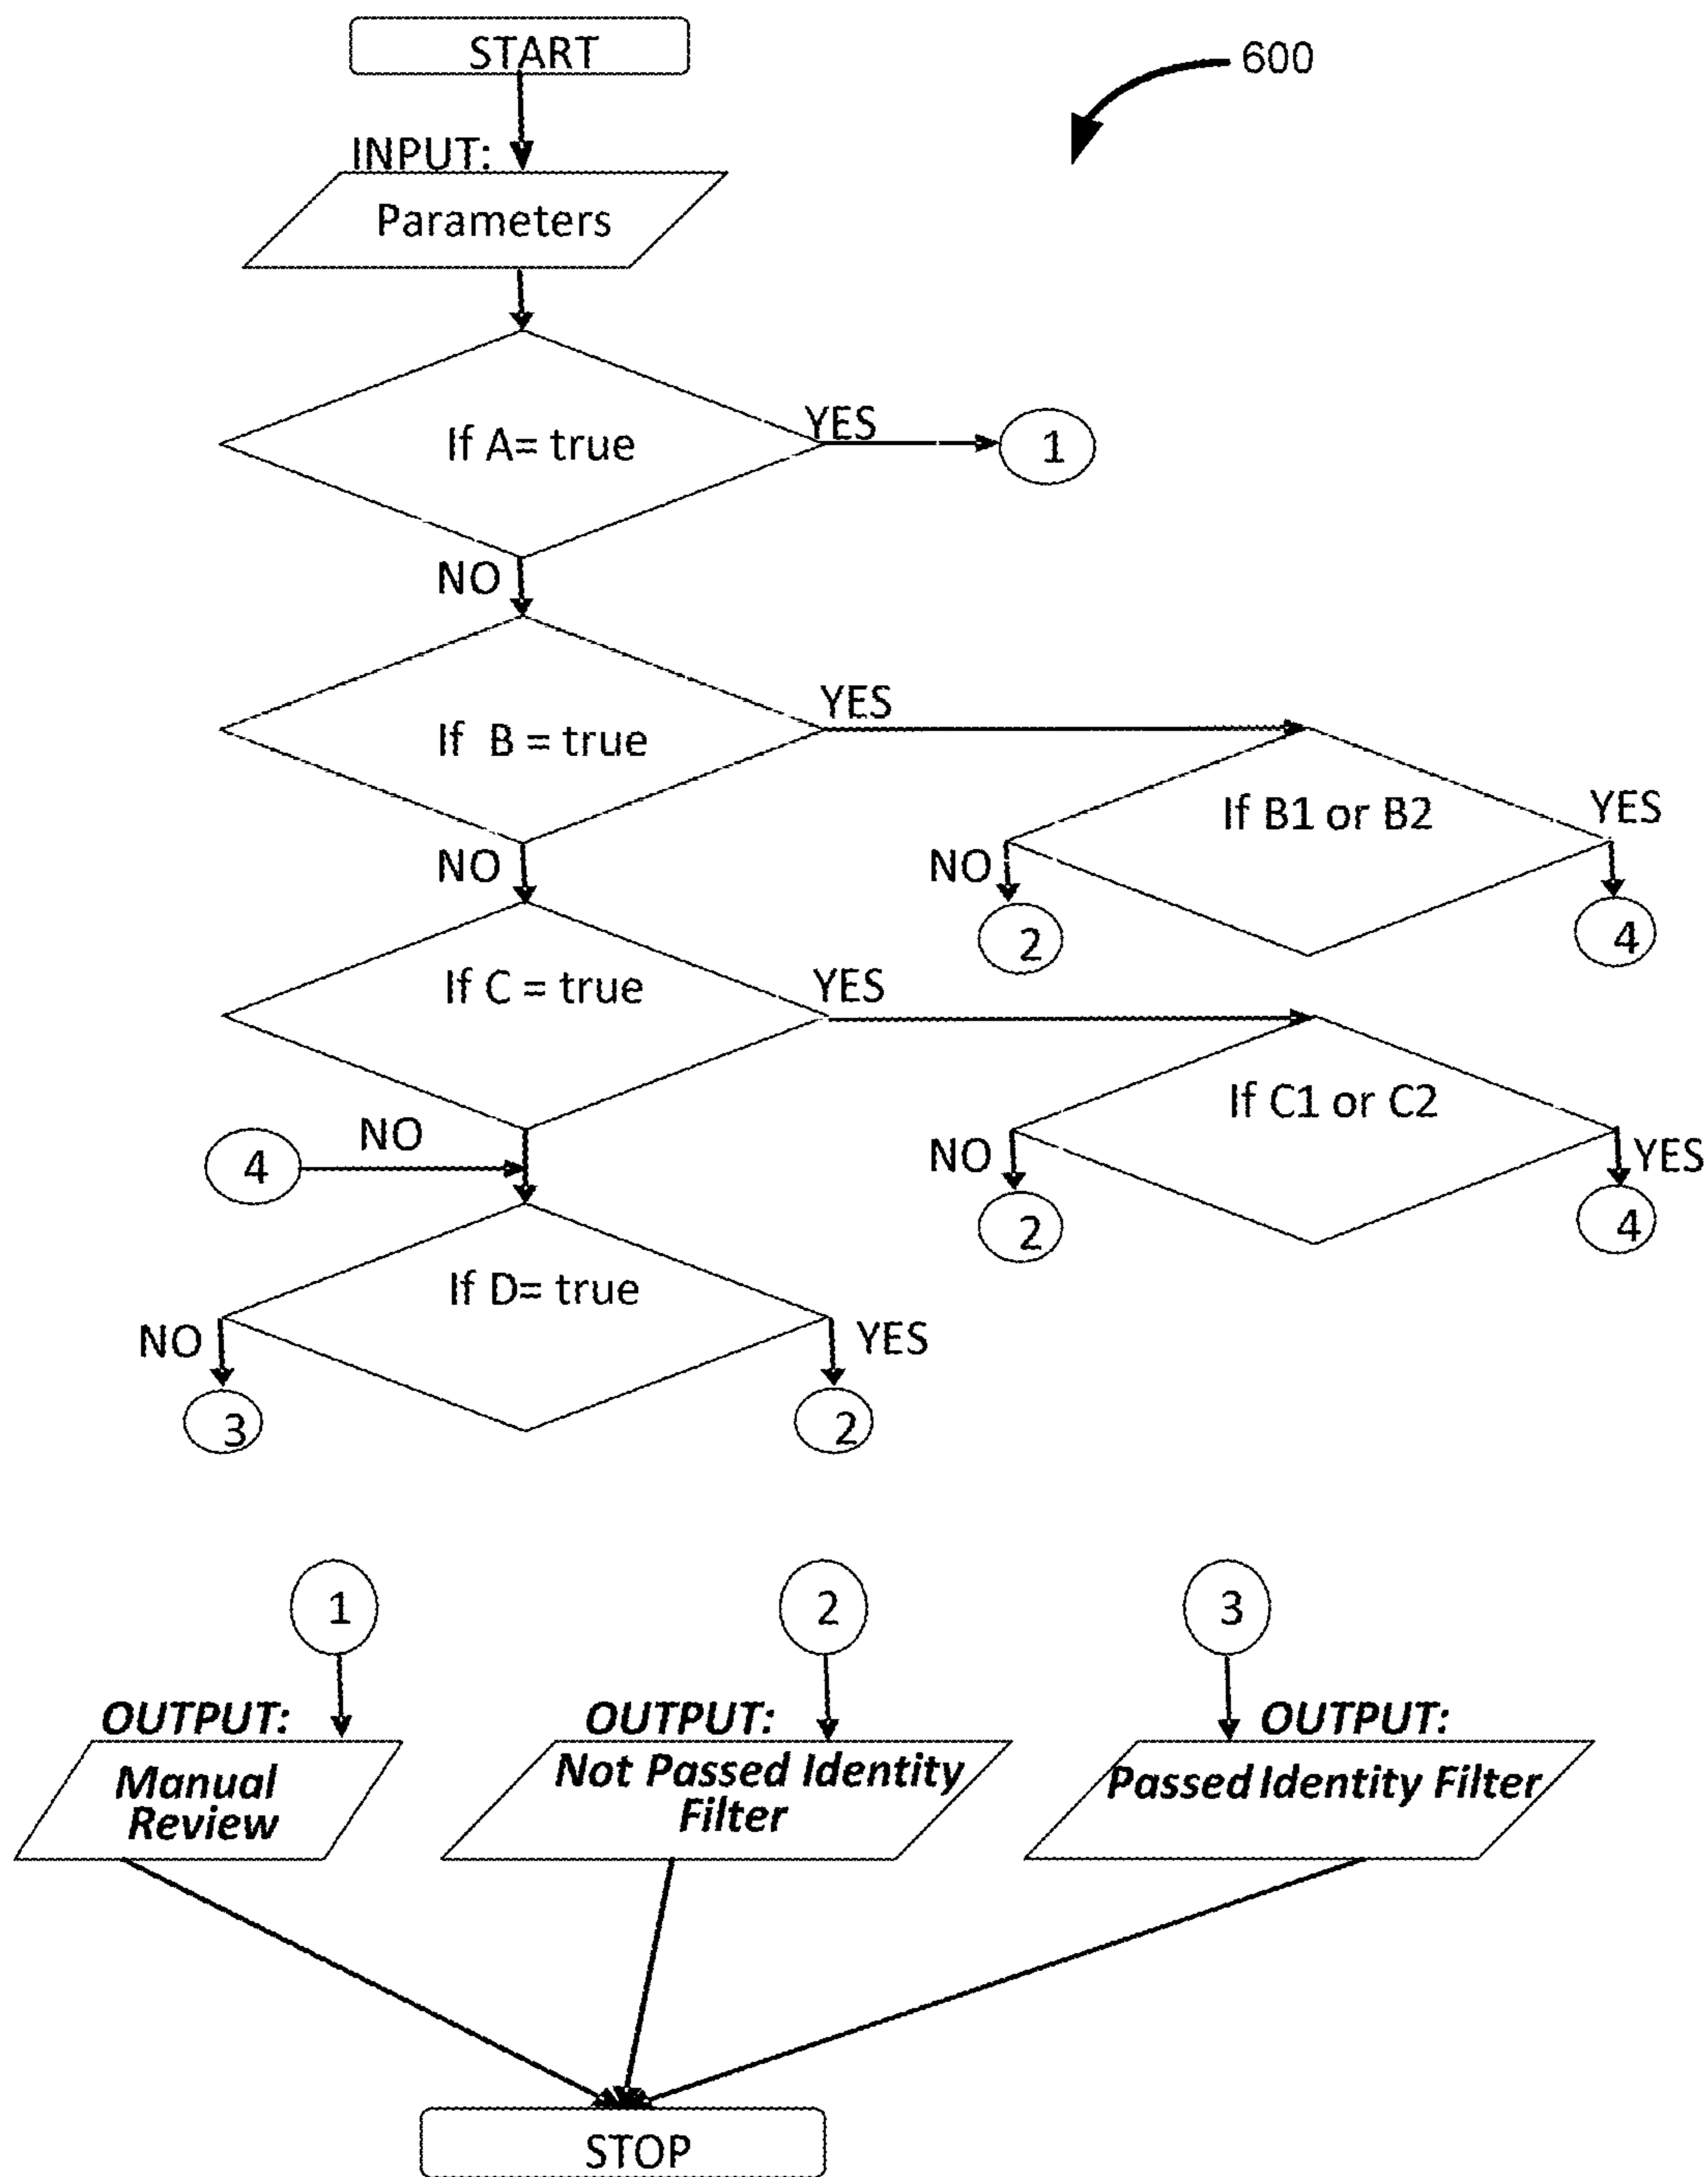 START
600
INPUT:
Parameters
If A= true
YES
1
NO
If B = true
YES
If B1 or B2
YES
NO
NO
2
4
If C = true
YES
If C1 or C2
NO
4
NO
YES
2
4
If D= true
NO
YES
3
2
1
2
3
OUTPUT:
OUTPUT:
OUTPUT:
Manual
Review
Not Passed Identity
Filter
Passed Identity Filter
STOP